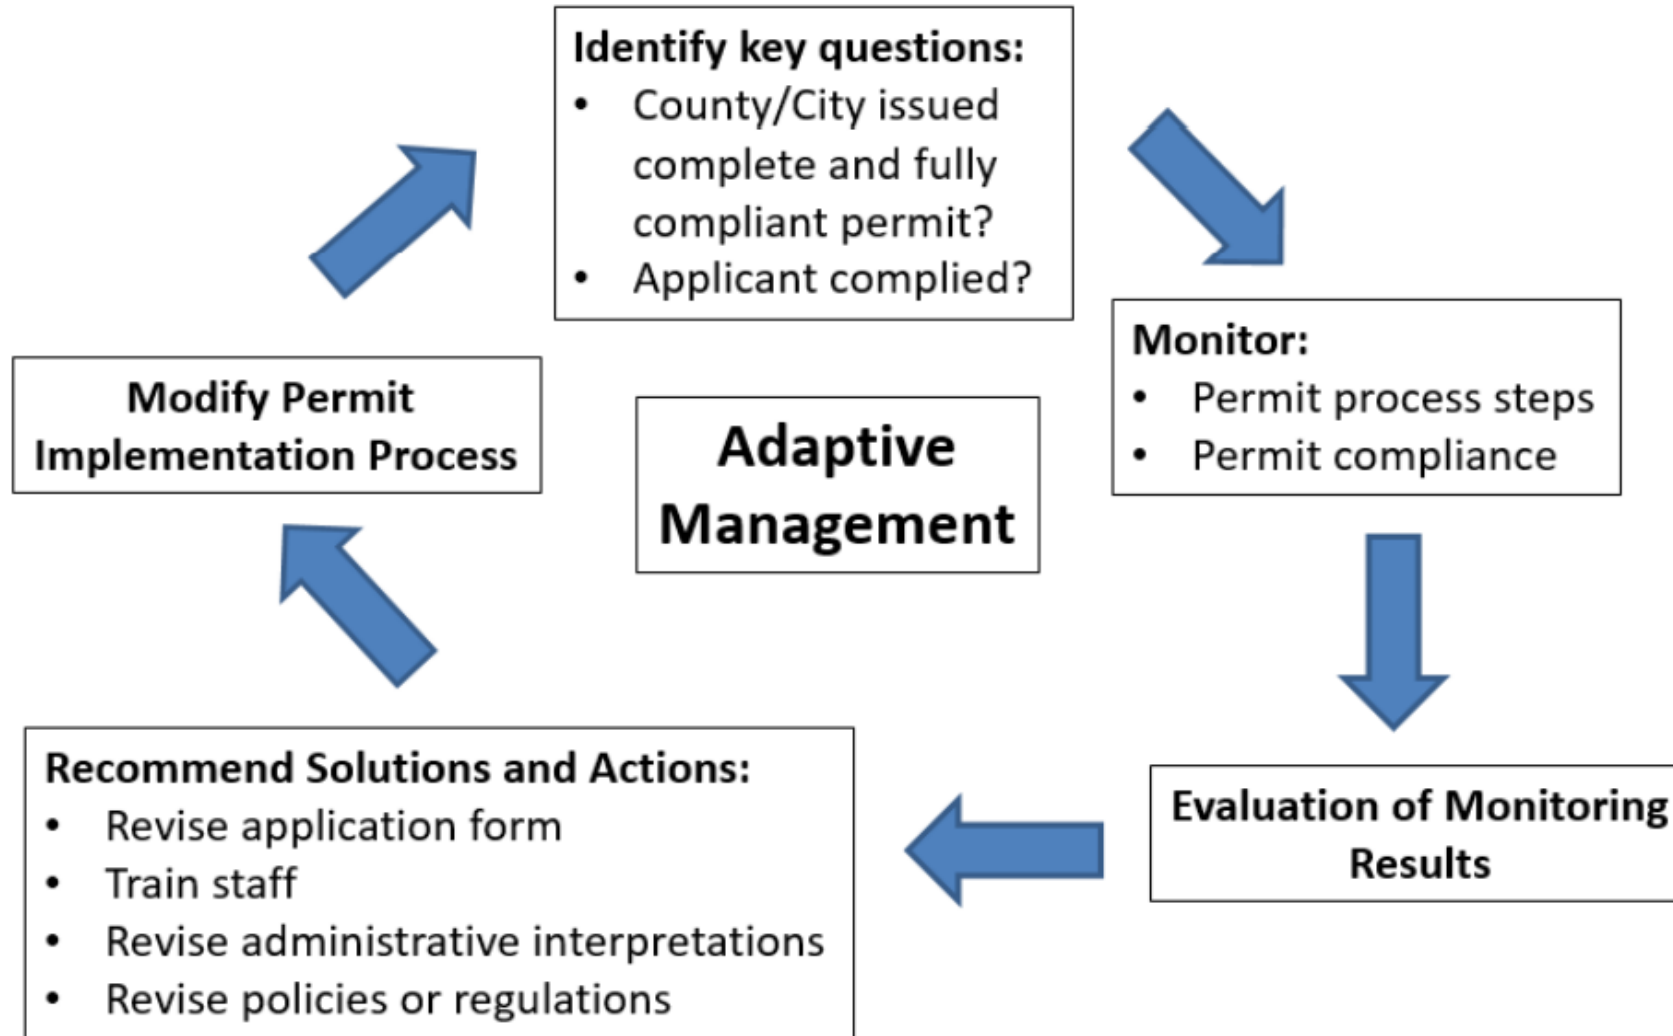 Identify key questions:
• County/City issued
complete and fully
compliant permit?
• Applicant complied?
Monitor:
• Permit process steps
• Permit compliance
Evaluation of Monitoring
Results
Recommend Solutions and Actions:
• Revise application form
• Train staff
• Revise administrative interpretations
• Revise policies or regulations
Modify Permit
Implementation Process
Adaptive
Management